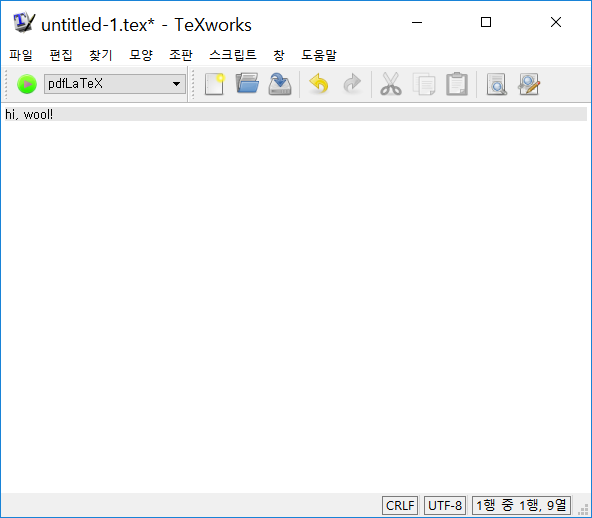 untitled-1.tex* - TeXworks
파일 편집 찾기 모양 조판 스크립트 창 도움말
pdfLaTeX
hi, wool!
CRLF UTF-8 1행 중 1행, 9열